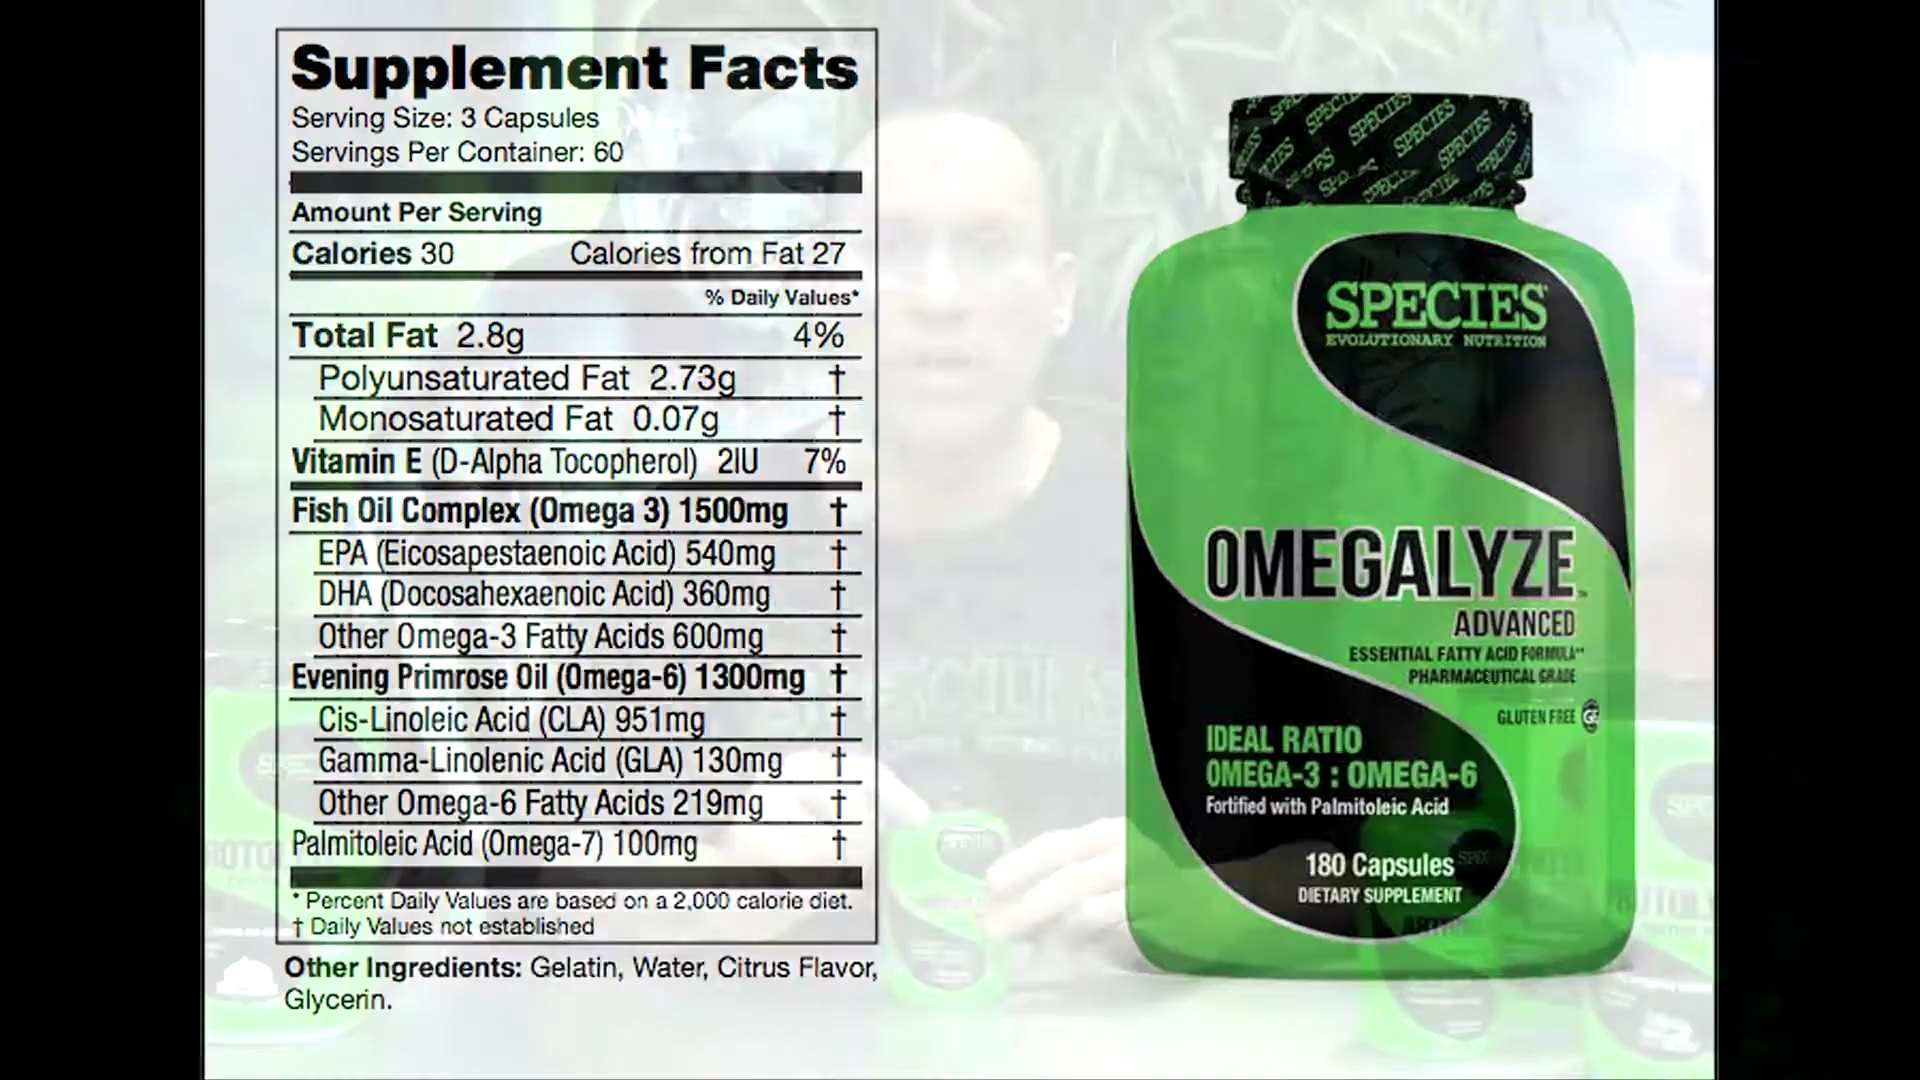 Supplement Facts
Serving Size: 3 Capsules
Servings Per Container: 60
Amount Per Serving
Calories 30 Calories from Fat 27
% Daily Values*
Total Fat 2.8g 4%
Polyunsaturated Fat 2.73g †
Monosaturated Fat 0.07g †
Vitamin E (D-Alpha Tocopherol) 2IU 7%
Fish Oil Complex (Omega 3) 1500mg †
EPA (Eicosapestaenoic Acid) 540mg †
DHA (Docosahexaenoic Acid) 360mg †
Other Omega-3 Fatty Acids 600mg †
Evening Primrose Oil (Omega-6) 1300mg †
Cis-Linoleic Acid (CLA) 951mg †
Gamma-Linolenic Acid (GLA) 130mg †
Other Omega-6 Fatty Acids 219mg †
Palmitoleic Acid (Omega-7) 100mg †
* Percent Daily Values are based on a 2,000 calorie diet.
† Daily Values not established
Other Ingredients: Gelatin, Water, Citrus Flavor,
Glycerin.
SPECIES
EVOLUTIONARY NUTRITION
OMEGALYZE
ADVANCED
ESSENTIAL FATTY ACID FORMULA**
PHARMACEUTICAL GRADE
GLUTEN FREE GF
IDEAL RATIO
OMEGA-3 : OMEGA-6
Fortified with Palmitoleic Acid
180 Capsules
DIETARY SUPPLEMENT